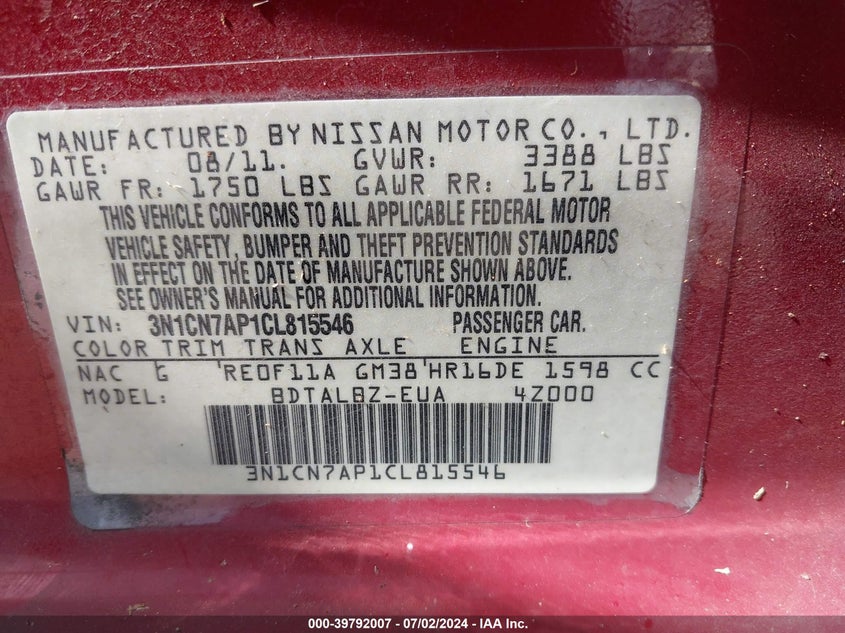 MANUFACTURED BY NISSAN MOTOR CO., LTD.
DATE: 08/11. GVWR: 3388 LBS
GAWR FR: 1750 LBS GAWR RR: 1671 LBS
THIS VEHICLE CONFORMS TO ALL APPLICABLE FEDERAL MOTOR
VEHICLE SAFETY, BUMPER AND THEFT PREVENTION STANDARDS
IN EFFECT ON THE DATE OF MANUFACTURE SHOWN ABOVE.
SEE OWNER'S MANUAL FOR ADDITIONAL INFORMATION.
VIN: 3N1CN7AP1CL815546 PASSENGER CAR.
COLOR TRIM TRANS AXLE ENGINE
NAC G RE0F11A GM38 HR16DE 1598 CC
MODEL: BDTALBZ-EUA 4Z000
3N1CN7AP1CL815546
000-39792007 - 07/02/2024 - IAA Inc.